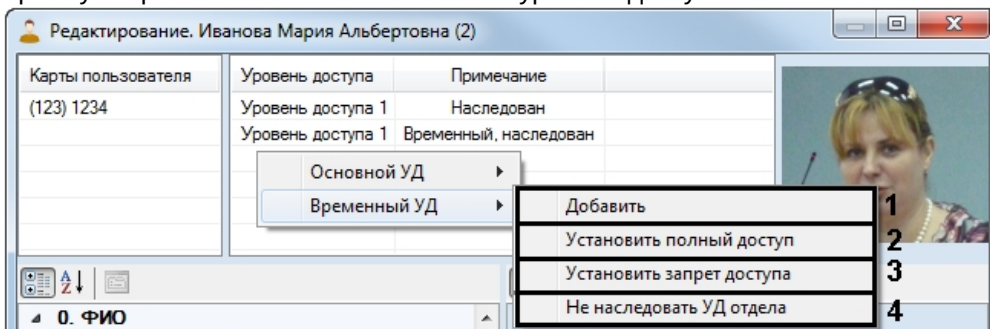 Редактирование. Иванова Мария Альбертовна (2)
Карты пользователя Уровень доступа Примечание
(123) 1234 Уровень доступа 1 Наследован
Уровень доступа 1 Временный, наследован
Основной УД
Временный УД
Добавить 1
Установить полный доступ 2
Установить запрет доступа 3
Не наследовать УД отдела 4
0. ФИО